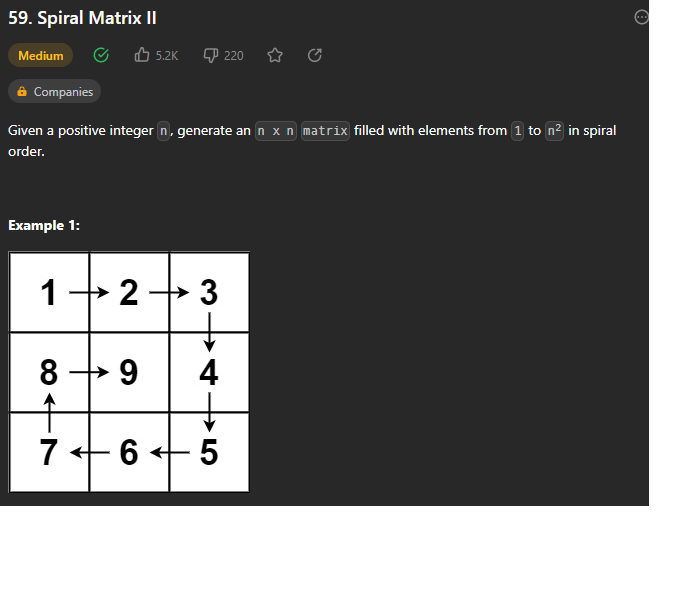 59. Spiral Matrix II
Medium 5.2K 220
Companies
Given a positive integer n, generate an n x n matrix filled with elements from 1 to n² in spiral
order.
Example 1:
1 2 3
8 9 4
7 6 5